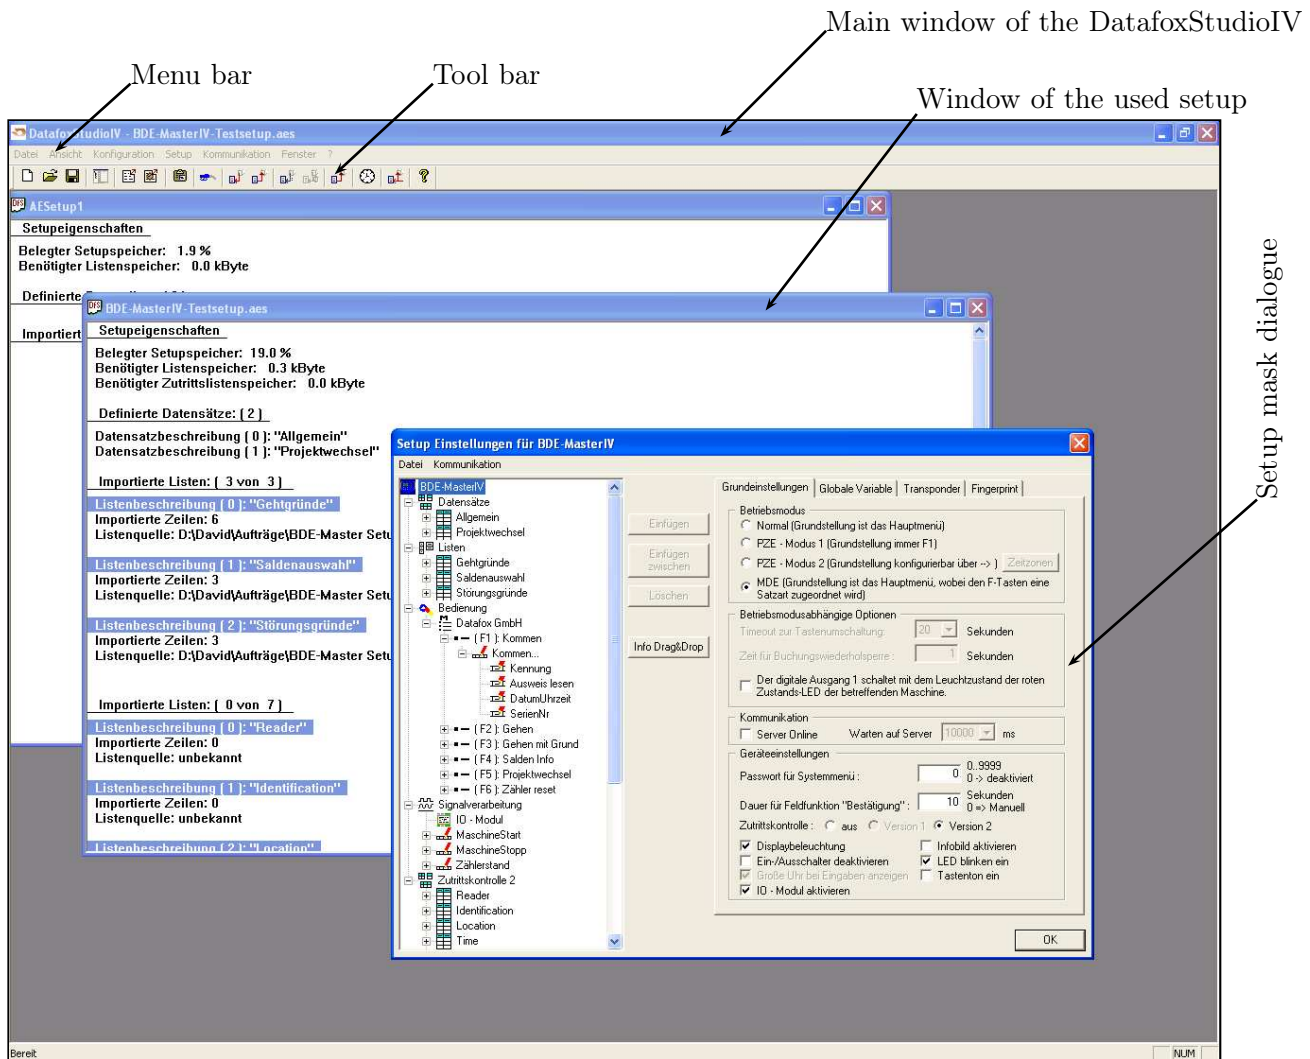 Main window of the DatafoxStudioIV
Menu bar
Tool bar
Window of the used setup
DatafoxStudioIV - BDE-MasterIV-Testsetup.aes
Datei Ansicht Konfiguration Setup Kommunikation Fenster ?
AESetup1
Setupeigenschaften
Belegter Setupspeicher: 1.9 %
Benötigter Listenspeicher: 0.0 kByte
Definierte
Importiert
BDE-MasterIV-Testsetup.aes
Setupeigenschaften
Belegter Setupspeicher: 19.0 %
Benötigter Listenspeicher: 0.3 kByte
Benötigter Zutrittslistenspeicher: 0.0 kByte
Definierte Datensätze: ( 2 )
Datensatzbeschreibung ( 0 ): "Allgemein"
Datensatzbeschreibung ( 1 ): "Projektwechsel"
Importierte Listen: ( 3 von 3 )
Listenbeschreibung ( 0 ): "Gehtgründe"
Importierte Zeilen: 6
Listenquelle: D:\David\Aufträge\BDE-Master Setu
Listenbeschreibung ( 1 ): "Saldenauswahl"
Importierte Zeilen: 3
Listenquelle: D:\David\Aufträge\BDE-Master Setu
Listenbeschreibung ( 2 ): "Störungsgründe"
Importierte Zeilen: 3
Listenquelle: D:\David\Aufträge\BDE-Master Setu
Importierte Listen: ( 0 von 7 )
Listenbeschreibung ( 0 ): "Reader"
Importierte Zeilen: 0
Listenquelle: unbekannt
Listenbeschreibung ( 1 ): "Identification"
Importierte Zeilen: 0
Listenquelle: unbekannt
Listenbeschreibung ( 2 ): "Location"
Setup Einstellungen für BDE-MasterIV
Datei Kommunikation
BDE-MasterIV
Datensätze
Allgemein
Projektwechsel
Listen
Gehtgründe
Saldenauswahl
Störungsgründe
Bedienung
Datafox GmbH
( F1 ): Kommen
Kommen...
Kennung
Ausweis lesen
DatumUhrzeit
SerienNr
( F2 ): Gehen
( F3 ): Gehen mit Grund
( F4 ): Salden Info
( F5 ): Projektwechsel
( F6 ): Zähler reset
Signalverarbeitung
IO - Modul
MaschineStart
MaschineStopp
Zählerstand
Zutrittskontrolle 2
Reader
Identification
Location
Time
Einfügen
Einfügen zwischen
Löschen
Info Drag&Drop
Grundeinstellungen Globale Variable Transponder Fingerprint
Betriebsmodus
Normal (Grundstellung ist das Hauptmenü)
PZE - Modus 1 (Grundstellung immer F1)
PZE - Modus 2 (Grundstellung konfigurierbar über --> ) Zeitzonen
MDE (Grundstellung ist das Hauptmenü, wobei den F-Tasten eine
Satzart zugeordnet wird)
Betriebsmodusabhängige Optionen
Timeout zur Tastenumschaltung: 20 Sekunden
Zeit für Buchungswiederholsperre : 1 Sekunden
Der digitale Ausgang 1 schaltet mit dem Leuchtzustand der roten
Zustands-LED der betreffenden Maschine.
Kommunikation
Server Online Warten auf Server 10000 ms
Geräteeinstellungen
Passwort für Systemmenü : 0 0..9999
0 -> deaktiviert
Dauer für Feldfunktion "Bestätigung" : 10 Sekunden
0 => Manuell
Zutrittskontrolle : aus Version 1 Version 2
Displaybeleuchtung Infobild aktivieren
Ein-/Ausschalter deaktivieren LED blinken ein
Große Uhr bei Eingaben anzeigen Tastenton ein
IO - Modul aktivieren
OK
Setup mask dialogue
Bereit NUM